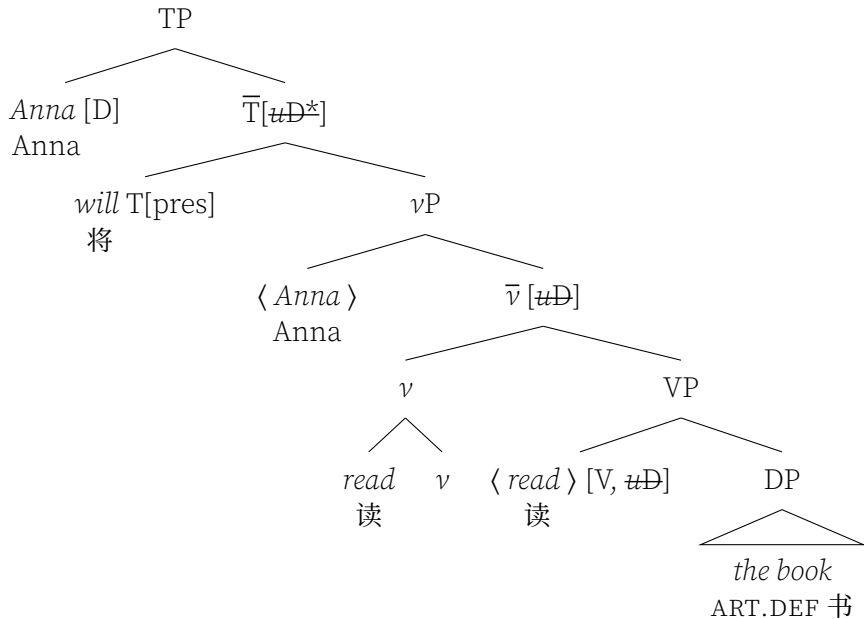 TP
Anna [D]
Anna
T̅[uD*]
will T[pres]
将
vP
⟨ Anna ⟩
Anna
v̅ [uD]
v
VP
read
读
v
⟨ read ⟩ [V, uD]
读
DP
the book
ART.DEF 书